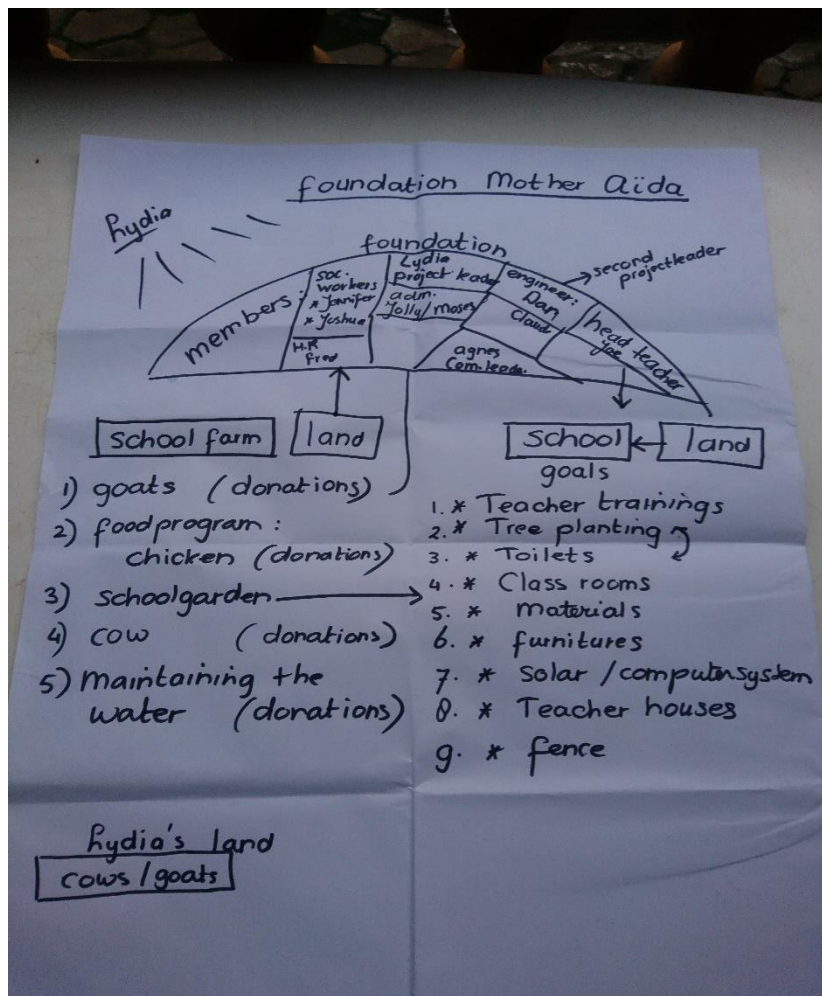 foundation Mother Aïda
Lydia
foundation
members:
soc.
workers
* Jennifer
* Joshua
H.R
Fred
Lydia
project leader
adm.
Jolly/Moses
agnes
Com.leada.
engineer:
Dan
Claud
second
projectleader
head teacher
Joe
school farm
land
school
land
goals
1) goats (donations)
2) foodprogram:
chicken (donations)
3) schoolgarden
4) cow (donations)
5) maintaining the
water (donations)
1. * Teacher trainings
2. * Tree planting
3. * Toilets
4. * Class rooms
5. * materials
6. * furnitures
7. * Solar / computersystem
8. * Teacher houses
9. * fence
Lydia's land
cows/goats